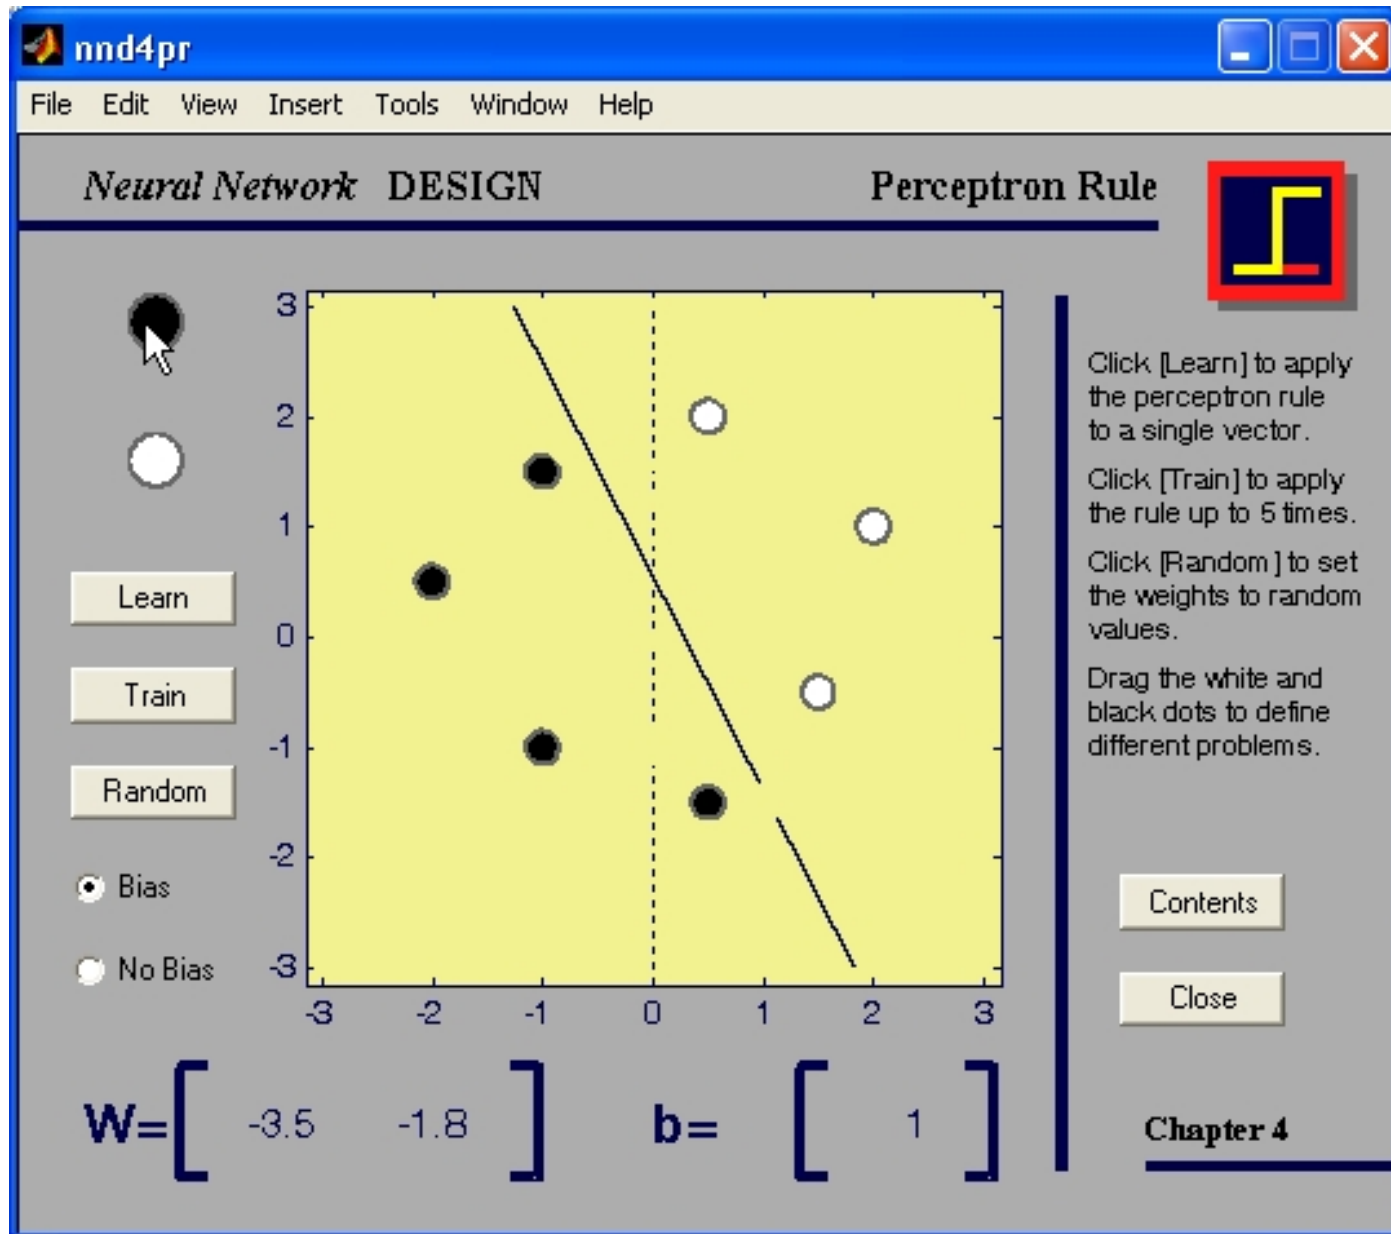 nnd4pr
File Edit View Insert Tools Window Help
Neural Network DESIGN
Perceptron Rule
3
2
1
0
-1
-2
-3
-3 -2 -1 0 1 2 3
Learn
Train
Random
Bias
No Bias
Click [Learn] to apply
the perceptron rule
to a single vector.
Click [Train] to apply
the rule up to 5 times.
Click [Random] to set
the weights to random
values.
Drag the white and
black dots to define
different problems.
Contents
Close
W=[ -3.5 -1.8 ] b= [ 1 ]
Chapter 4